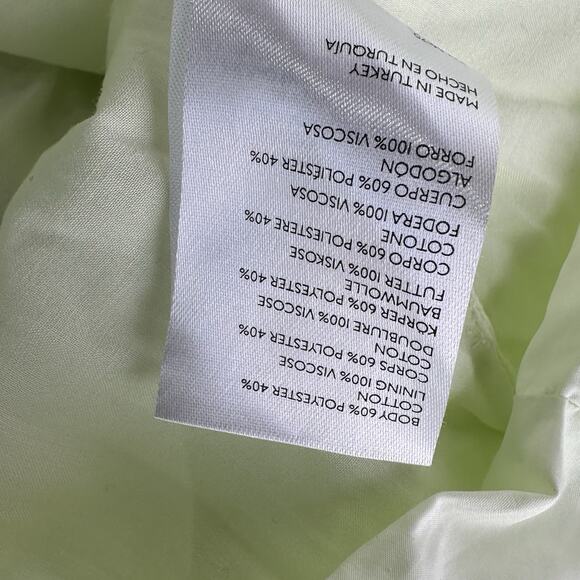 BODY 60% POLYESTER 40%
COTTON
LINING 100% VISCOSE
CORPS 60% POLYESTER 40%
COTON
DOUBLURE 100% VISCOSE
KÖRPER 60% POLYESTER 40%
BAUMWOLLE
FUTTER 100% VISKOSE
CORPO 60% POLIESTERE 40%
COTONE
FODERA 100% VISCOSA
CUERPO 60% POLIÉSTER 40%
ALGODÓN
FORRO 100% VISCOSA
MADE IN TURKEY
HECHO EN TURQUÍA